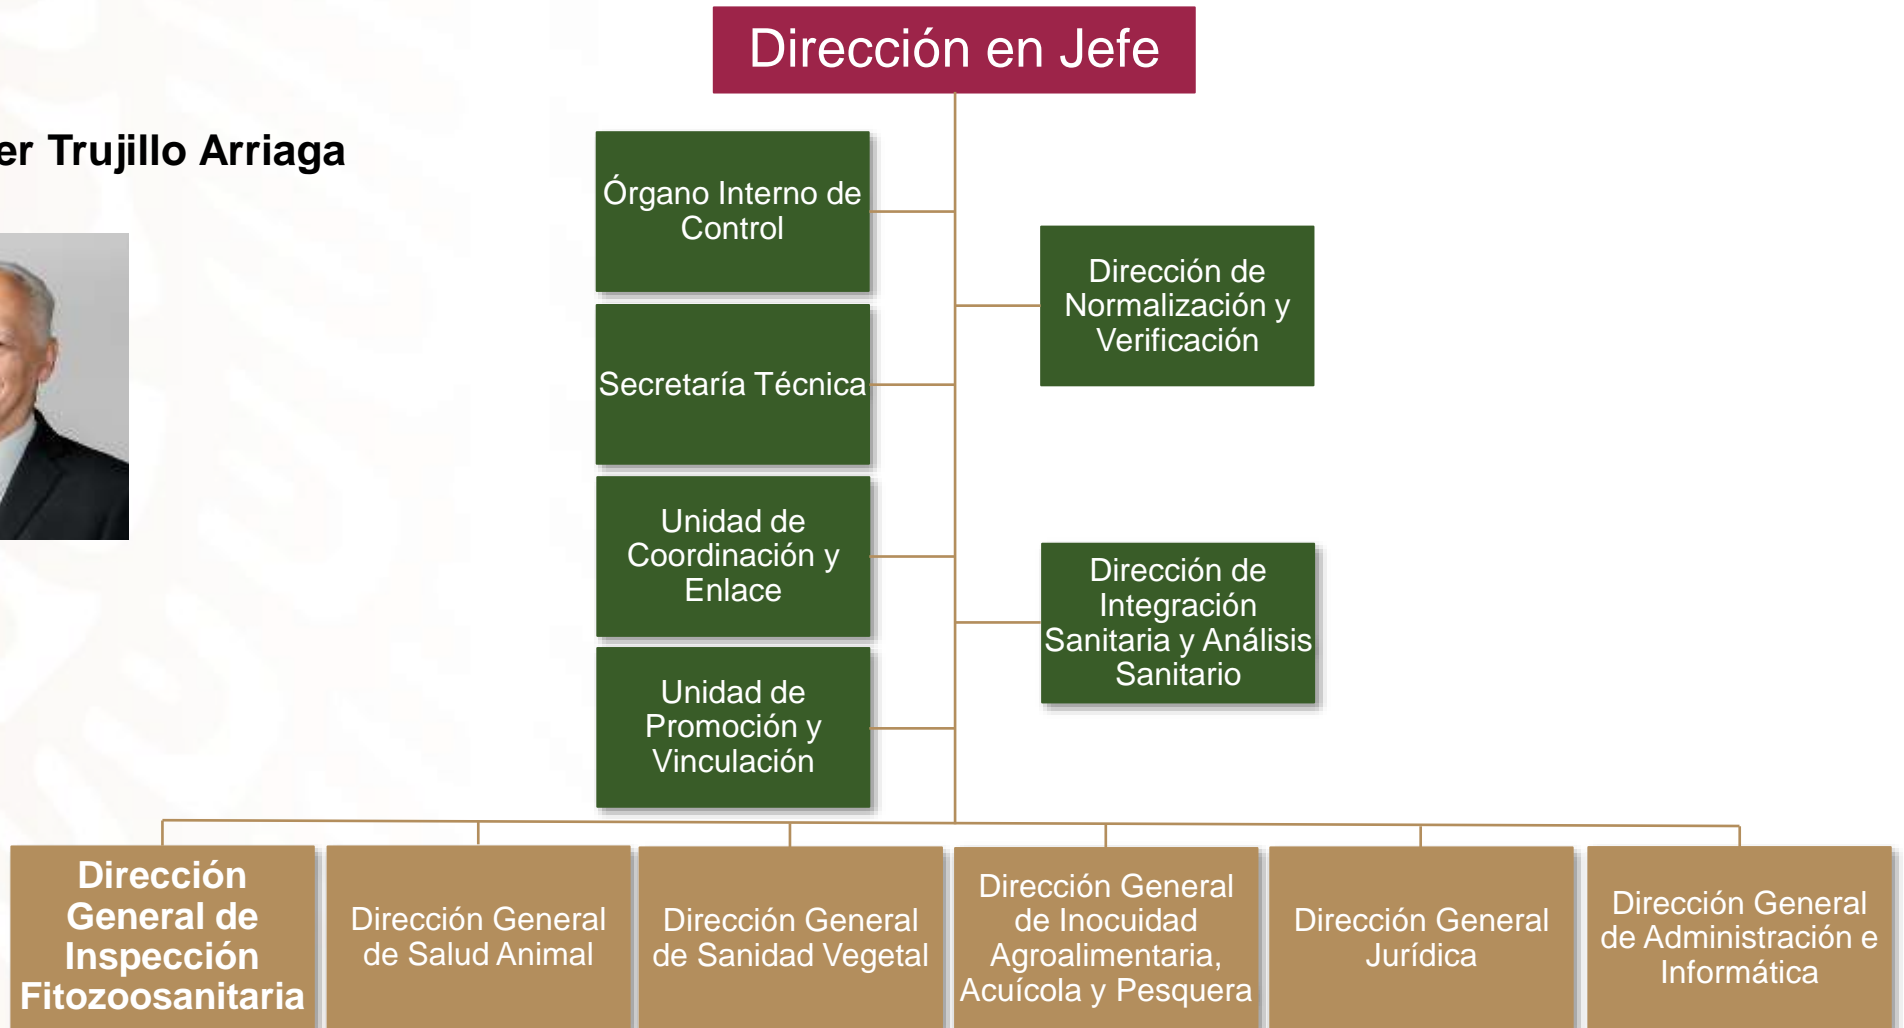 Dirección en Jefe
er Trujillo Arriaga
Órgano Interno de
Control
Dirección de
Normalización y
Verificación
Secretaría Técnica
Unidad de
Coordinación y
Enlace
Dirección de
Integración
Sanitaria y Análisis
Sanitario
Unidad de
Promoción y
Vinculación
Dirección
General de
Inspección
Fitozoosanitaria
Dirección General
de Salud Animal
Dirección General
de Sanidad Vegetal
Dirección General
de Inocuidad
Agroalimentaria,
Acuícola y Pesquera
Dirección General
Jurídica
Dirección General
de Administración e
Informática